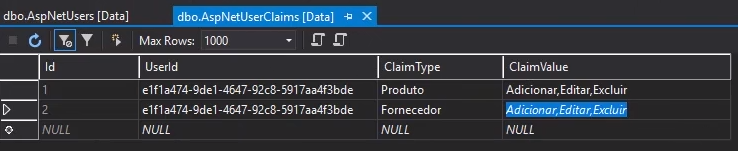 dbo.AspNetUsers [Data] dbo.AspNetUserClaims [Data]
Max Rows: 1000
Id UserId ClaimType ClaimValue
1 e1f1a474-9de1-4647-92c8-5917aa4f3bde Produto Adicionar,Editar,Excluir
2 e1f1a474-9de1-4647-92c8-5917aa4f3bde Fornecedor Adicionar,Editar,Excluir
NULL NULL NULL NULL